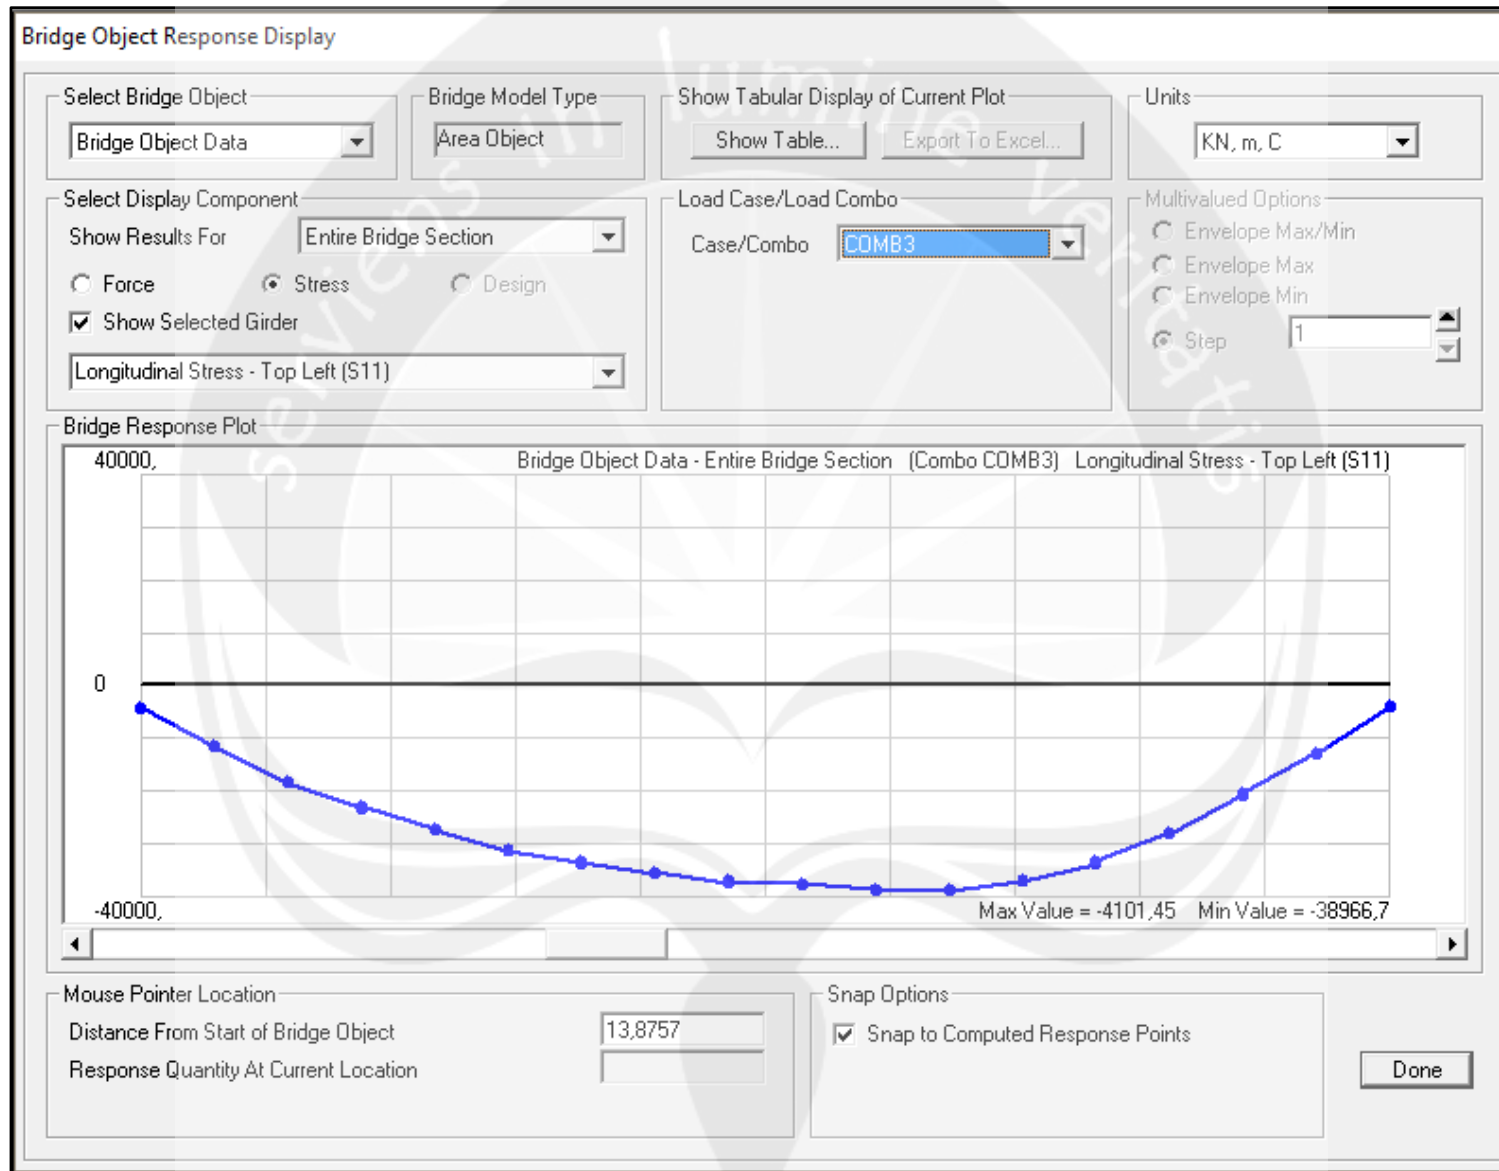 Bridge Object Response Display
Select Bridge Object
Bridge Model Type
Show Tabular Display of Current Plot
Units
Bridge Object Data
Area Object
Show Table...
Export To Excel...
KN, m, C
Select Display Component
Load Case/Load Combo
Multivalued Options
Show Results For
Entire Bridge Section
Case/Combo
COMB3
Envelope Max/Min
Envelope Max
Envelope Min
Step
1
Force
Stress
Design
Show Selected Girder
Longitudinal Stress - Top Left (S11)
Bridge Response Plot
40000,
Bridge Object Data - Entire Bridge Section (Combo COMB3) Longitudinal Stress - Top Left (S11)
0
-40000,
Max Value = -4101,45 Min Value = -38966,7
Mouse Pointer Location
Snap Options
Distance From Start of Bridge Object
13,8757
Snap to Computed Response Points
Response Quantity At Current Location
Done
serviens in lumine veritatis